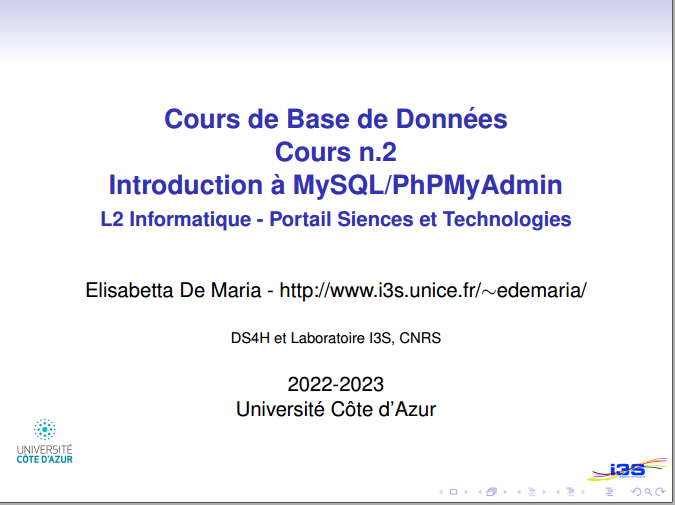 Cours de Base de Données
Cours n.2
Introduction à MySQL/PhPMyAdmin
L2 Informatique - Portail Siences et Technologies
Elisabetta De Maria - http://www.i3s.unice.fr/∼edemaria/
DS4H et Laboratoire I3S, CNRS
2022-2023
Université Côte d'Azur
UNIVERSITÉ
CÔTE D'AZUR
i3S